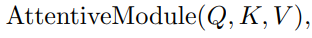 AttentiveModule(Q, K, V),